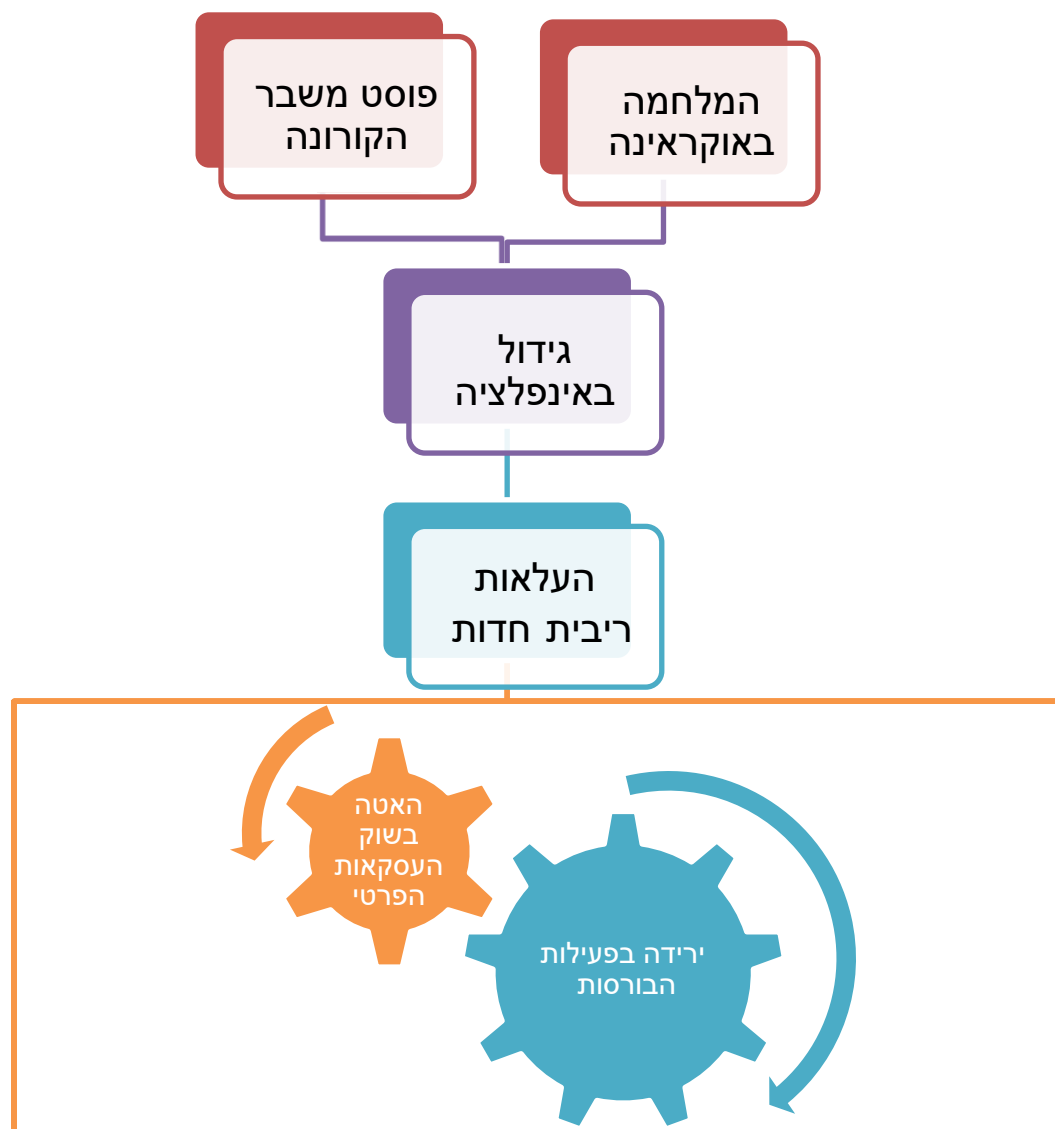 המלחמה
באוקראינה
פוסט משבר
הקורונה
גידול
באינפלציה
העלאות
ריבית חדות
האטה
בשוק
העסקאות
הפרטי
ירידה בפעילות
הבורסות